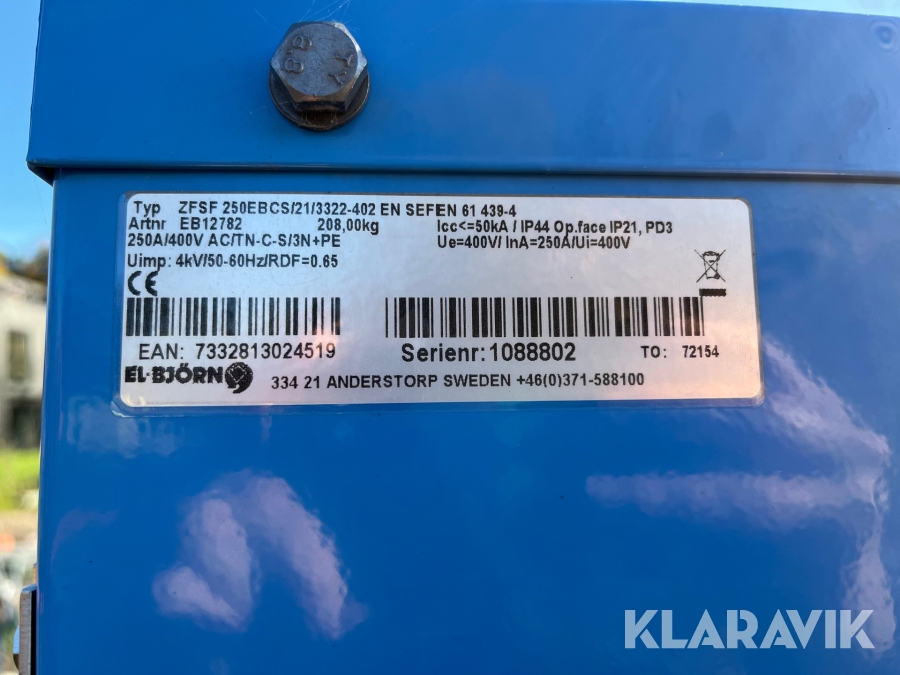 Typ ZFSF 250EBCS/21/3322-402 EN SEFEN 61 439-4
Artnr EB12782 208,00kg Icc<=50kA / IP44 Op.face IP21, PD3
250A/400V AC/TN-C-S/3N+PE Ue=400V/ InA=250A/Ui=400V
Uimp: 4kV/50-60Hz/RDF=0.65
CE
EAN: 7332813024519 Serienr: 1088802 TO: 72154
EL·BJÖRN 334 21 ANDERSTORP SWEDEN +46(0)371-588100
KLARAVIK